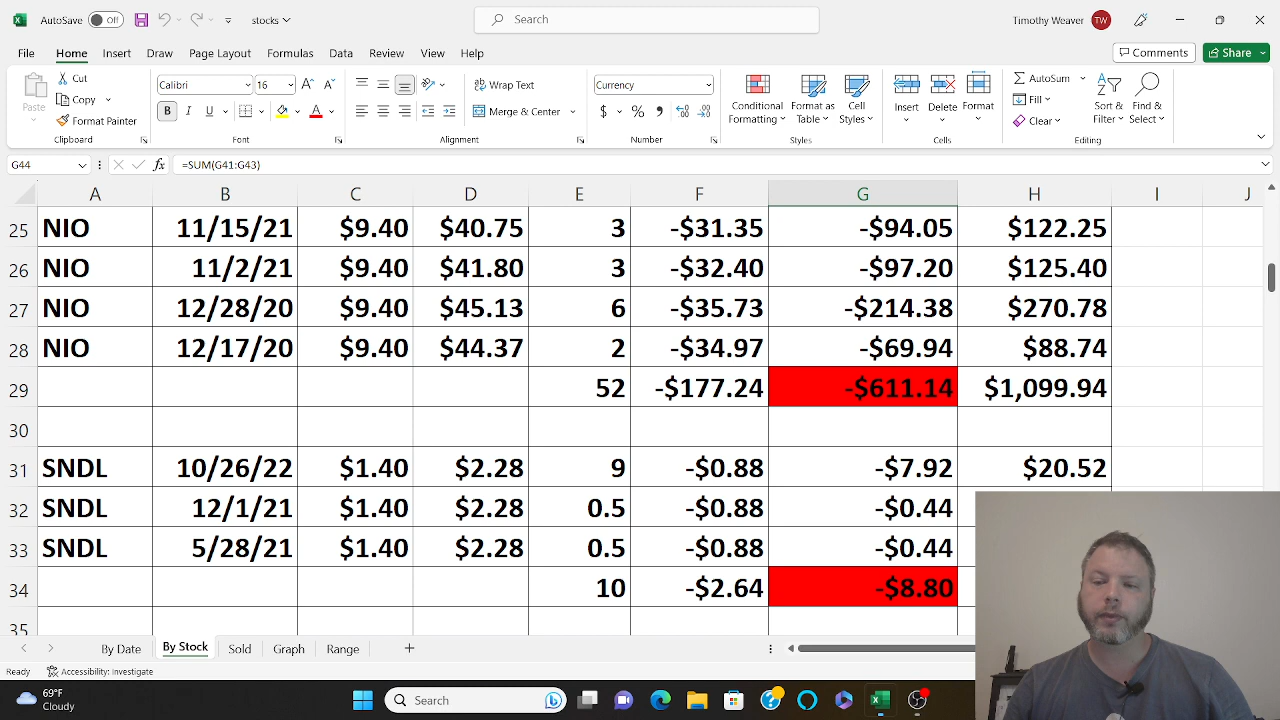 AutoSave Off stocks Search Timothy Weaver TW
File Home Insert Draw Page Layout Formulas Data Review View Help Comments Share
Paste Cut Calibri 16 Wrap Text Currency Conditional Formatting Format as Table Cell Styles Insert Delete Format AutoSum Sort & Filter Find & Select
Copy B I U Merge & Center $ % Fill
Format Painter Clear
Clipboard Font Alignment Number Styles Cells Editing
G44 fx =SUM(G41:G43)
A B C D E F G H I J
25 NIO 11/15/21 $9.40 $40.75 3 -$31.35 -$94.05 $122.25
26 NIO 11/2/21 $9.40 $41.80 3 -$32.40 -$97.20 $125.40
27 NIO 12/28/20 $9.40 $45.13 6 -$35.73 -$214.38 $270.78
28 NIO 12/17/20 $9.40 $44.37 2 -$34.97 -$69.94 $88.74
29 52 -$177.24 -$611.14 $1,099.94
30
31 SNDL 10/26/22 $1.40 $2.28 9 -$0.88 -$7.92 $20.52
32 SNDL 12/1/21 $1.40 $2.28 0.5 -$0.88 -$0.44
33 SNDL 5/28/21 $1.40 $2.28 0.5 -$0.88 -$0.44
34 10 -$2.64 -$8.80
35
By Date By Stock Sold Graph Range
Ready Accessibility: Investigate
69°F
Cloudy
Search